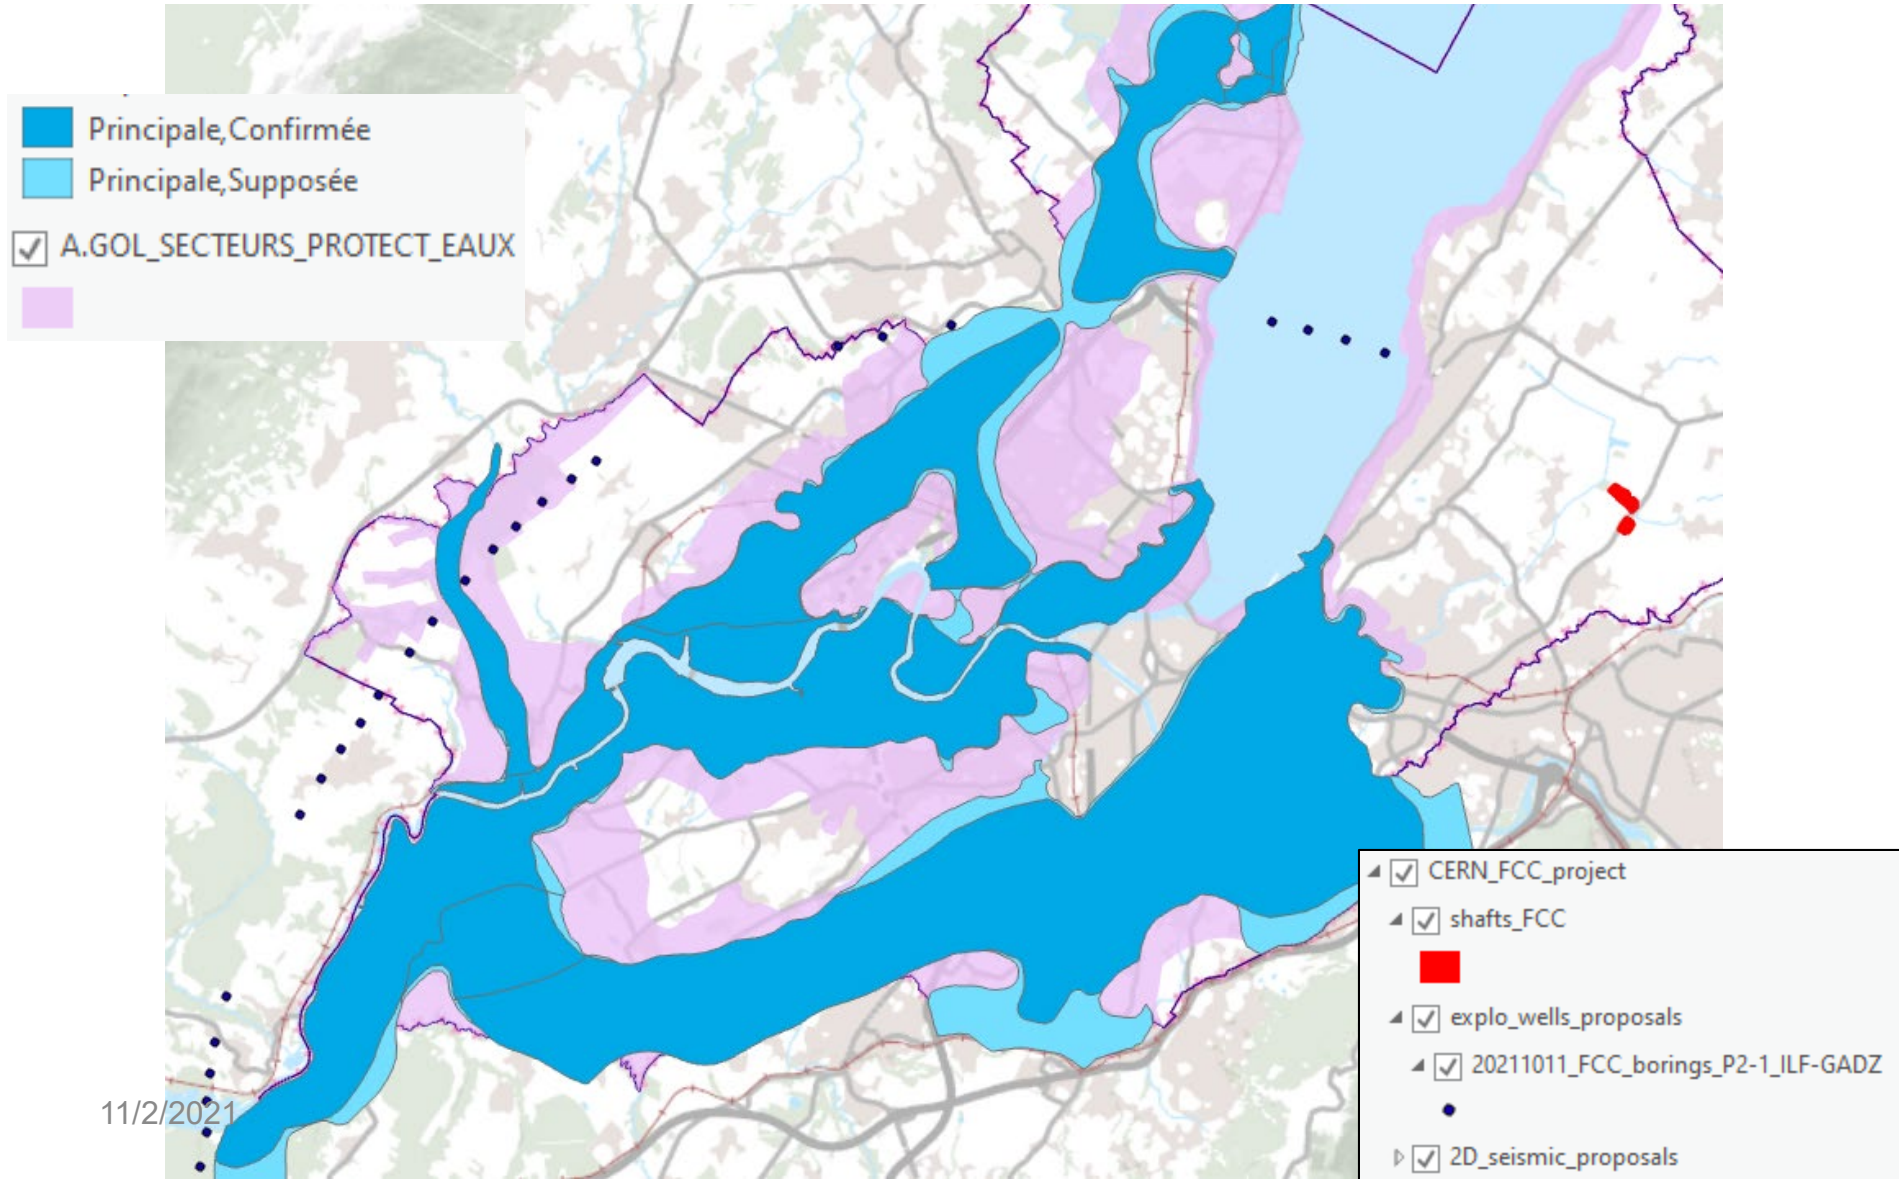 Principale,Confirmée
Principale,Supposée
A.GOL_SECTEURS_PROTECT_EAUX
CERN_FCC_project
shafts_FCC
explo_wells_proposals
20211011_FCC_borings_P2-1_ILF-GADZ
2D_seismic_proposals
11/2/2021